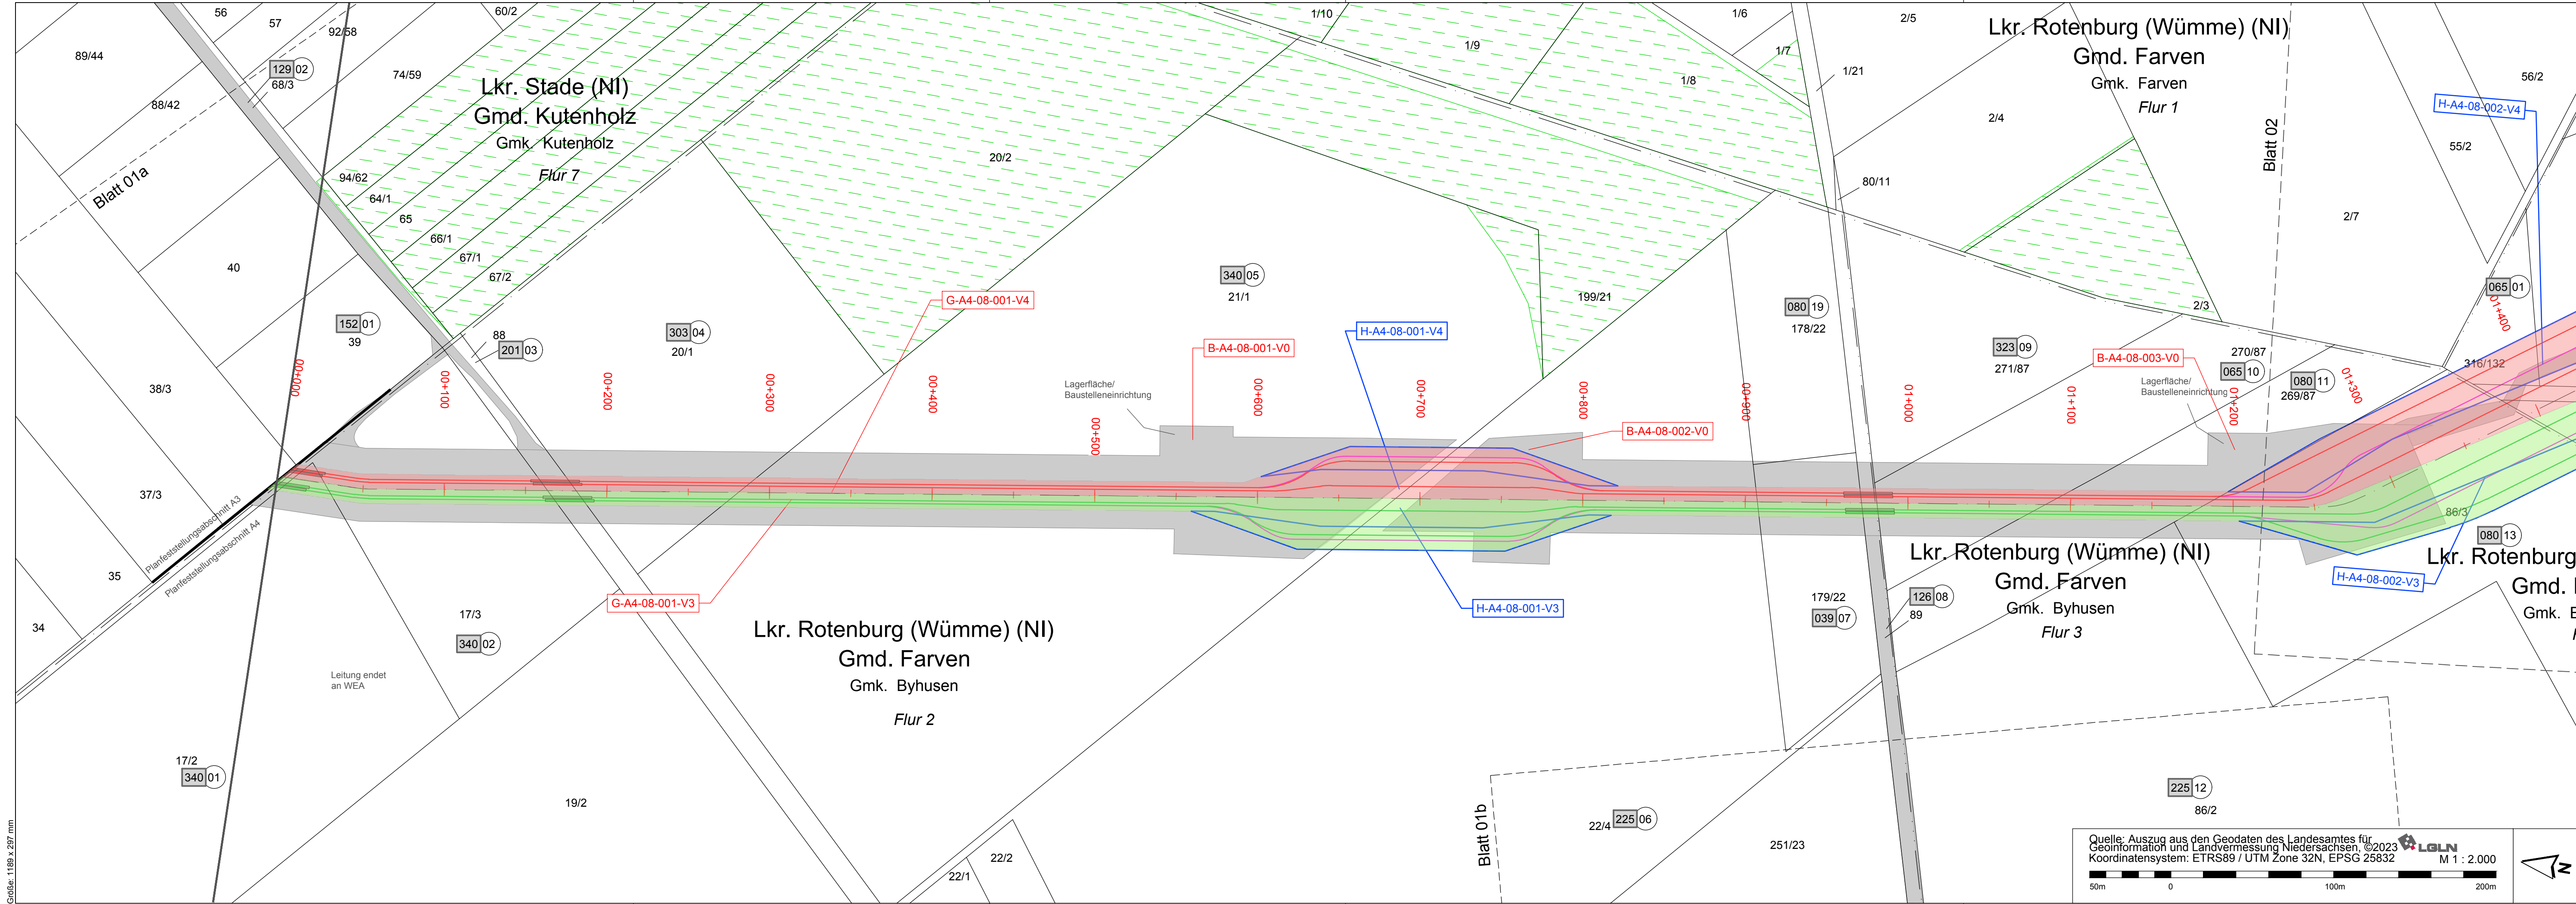 56
57
60/2
92/58
89/44
129 02
68/3
74/59
88/42
Blatt 01a
94/62
64/1
65
66/1
67/1
67/2
40
Lkr. Stade (NI)
Gmd. Kutenholz
Gmk. Kutenholz
Flur 7
20/2
1/10
1/9
1/8
1/6
1/7
2/5
1/21
Lkr. Rotenburg (Wümme) (NI)
Gmd. Farven
Gmk. Farven
Flur 1
2/4
80/11
Blatt 02
H-A4-08-002-V4
56/2
55/2
2/7
2/3
065 01
152 01
39
88
201 03
303 04
20/1
340 05
21/1
199/21
080 19
178/22
323 09
271/87
270/87
065 10
080 11
269/87
316/132
G-A4-08-001-V4
H-A4-08-001-V4
B-A4-08-001-V0
B-A4-08-002-V0
B-A4-08-003-V0
Lagerfläche/
Baustelleneinrichtung
Lagerfläche/
Baustelleneinrichtung
00+000
00+100
00+200
00+300
00+400
00+500
00+600
00+700
00+800
00+900
01+000
01+100
01+200
01+300
01+400
38/3
37/3
35
34
Planfeststellungsabschnitt A3
Planfeststellungsabschnitt A4
17/3
340 02
Leitung endet
an WEA
17/2
340 01
19/2
G-A4-08-001-V3
H-A4-08-001-V3
Lkr. Rotenburg (Wümme) (NI)
Gmd. Farven
Gmk. Byhusen
Flur 2
22/2
22/1
Blatt 01b
22/4
225 06
251/23
179/22
039 07
126 08
89
Lkr. Rotenburg (Wümme) (NI)
Gmd. Farven
Gmk. Byhusen
Flur 3
86/3
080 13
H-A4-08-002-V3
Lkr. Rotenburg
Gmd.
Gmk.
225 12
86/2
Quelle: Auszug aus den Geodaten des Landesamtes für
Geoinformation und Landvermessung Niedersachsen, ©2023
LGLN
Koordinatensystem: ETRS89 / UTM Zone 32N, EPSG 25832
M 1 : 2.000
50m 0 100m 200m
N
Größe: 1189 x 297 mm